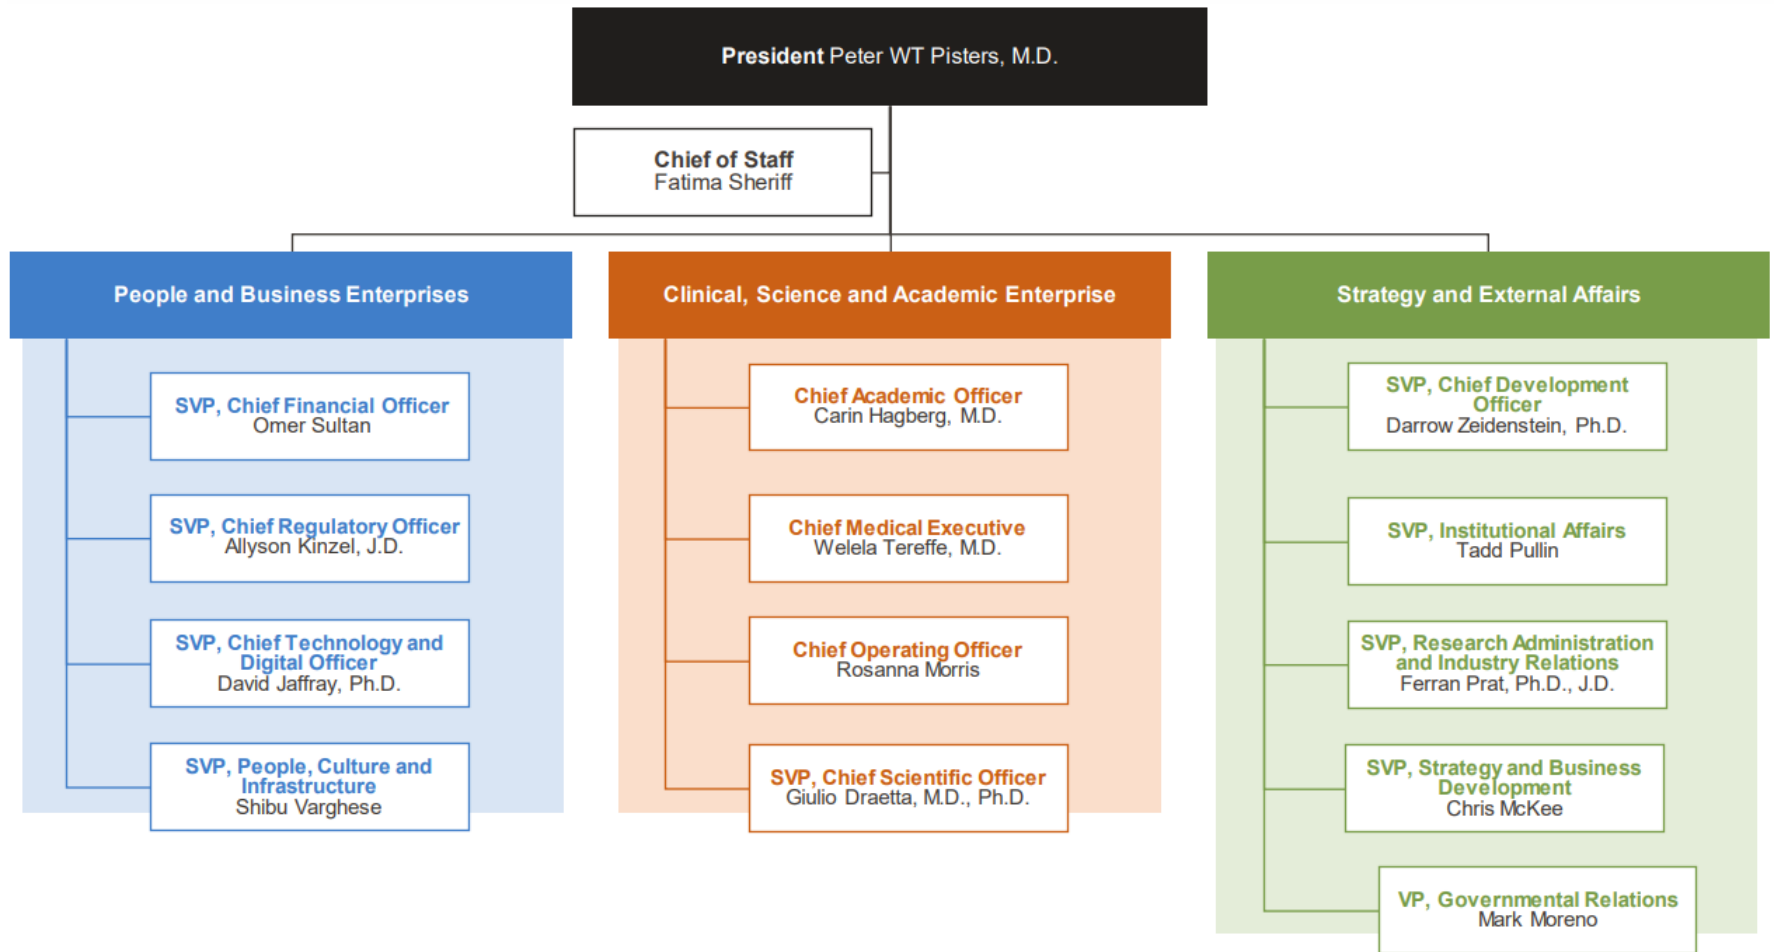 President Peter WT Pisters, M.D.
Chief of Staff
Fatima Sheriff
People and Business Enterprises
SVP, Chief Financial Officer
Omer Sultan
SVP, Chief Regulatory Officer
Allyson Kinzel, J.D.
SVP, Chief Technology and
Digital Officer
David Jaffray, Ph.D.
SVP, People, Culture and
Infrastructure
Shibu Varghese
Clinical, Science and Academic Enterprise
Chief Academic Officer
Carin Hagberg, M.D.
Chief Medical Executive
Welela Tereffe, M.D.
Chief Operating Officer
Rosanna Morris
SVP, Chief Scientific Officer
Giulio Draetta, M.D., Ph.D.
Strategy and External Affairs
SVP, Chief Development
Officer
Darrow Zeidenstein, Ph.D.
SVP, Institutional Affairs
Tadd Pullin
SVP, Research Administration
and Industry Relations
Ferran Prat, Ph.D., J.D.
SVP, Strategy and Business
Development
Chris McKee
VP, Governmental Relations
Mark Moreno